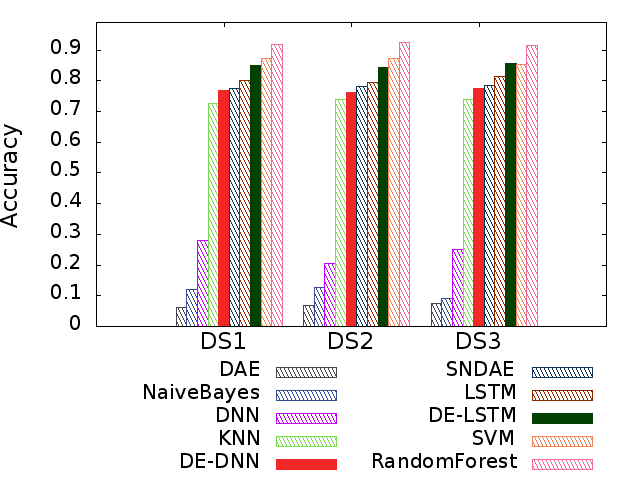 0.9
0.8
0.7
0.6
0.5
0.4
0.3
0.2
0.1
0
Accuracy
DS1 DS2 DS3
DAE SNDAE
NaiveBayes LSTM
DNN DE-LSTM
KNN SVM
DE-DNN RandomForest